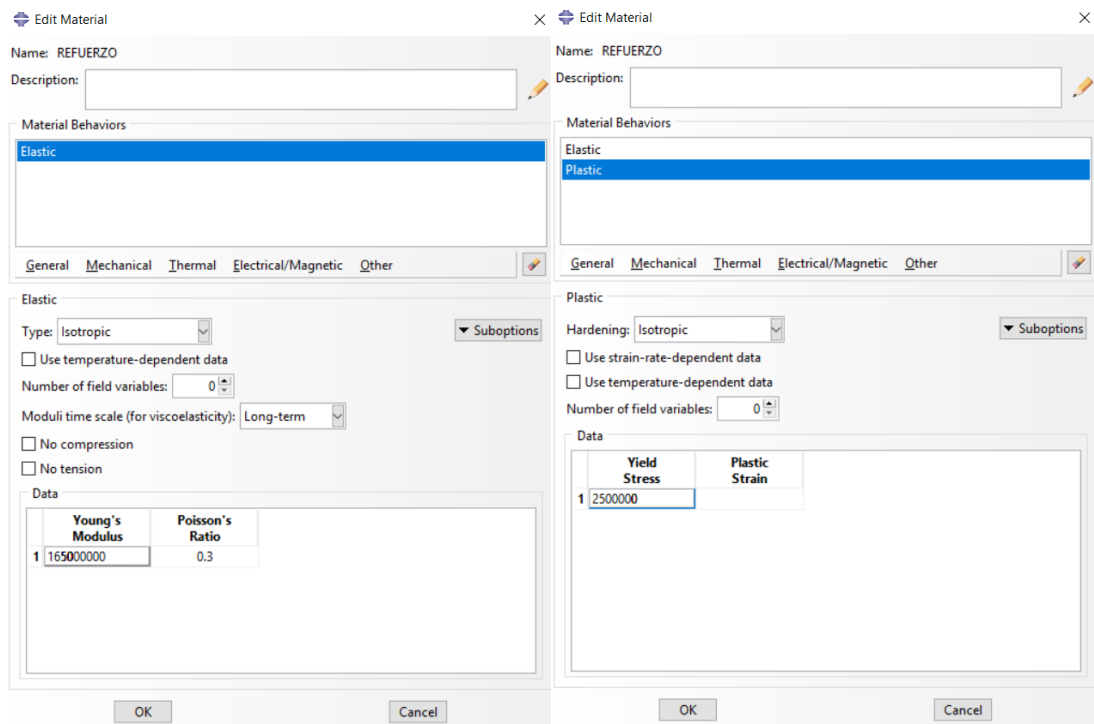 Edit Material
Name: REFUERZO
Description:
Material Behaviors
Elastic
General Mechanical Thermal Electrical/Magnetic Other
Elastic
Type: Isotropic
Suboptions
Use temperature-dependent data
Number of field variables: 0
Moduli time scale (for viscoelasticity): Long-term
No compression
No tension
Data
Young's Modulus Poisson's Ratio
1 165000000 0.3
OK Cancel
Edit Material
Name: REFUERZO
Description:
Material Behaviors
Elastic
Plastic
General Mechanical Thermal Electrical/Magnetic Other
Plastic
Hardening: Isotropic
Suboptions
Use strain-rate-dependent data
Use temperature-dependent data
Number of field variables: 0
Data
Yield Stress Plastic Strain
1 2500000
OK Cancel